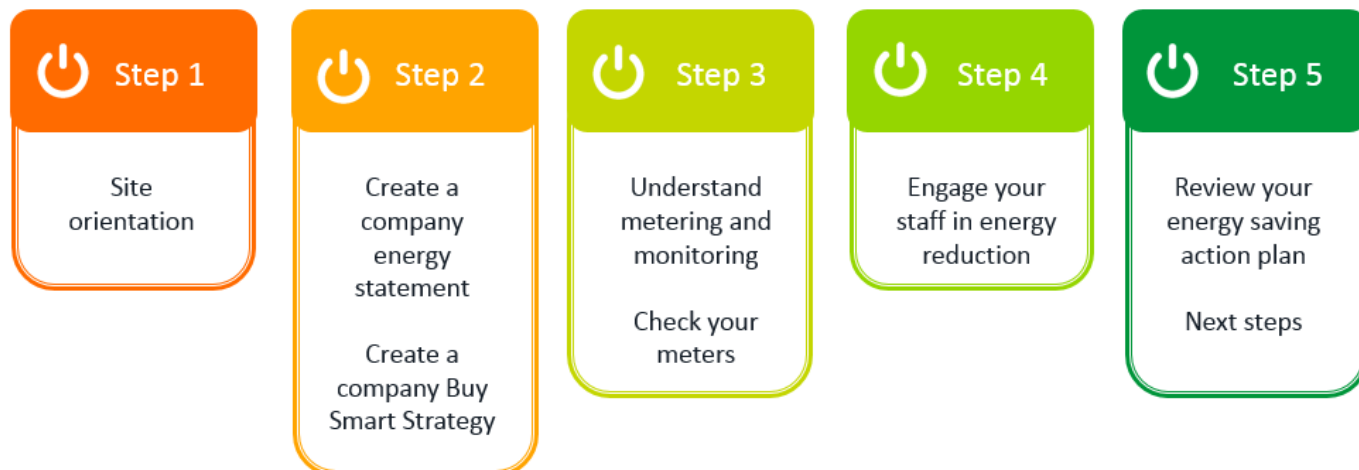 Step 1
Site
orientation
Step 2
Create a
company
energy
statement
Create a
company Buy
Smart Strategy
Step 3
Understand
metering and
monitoring
Check your
meters
Step 4
Engage your
staff in energy
reduction
Step 5
Review your
energy saving
action plan
Next steps